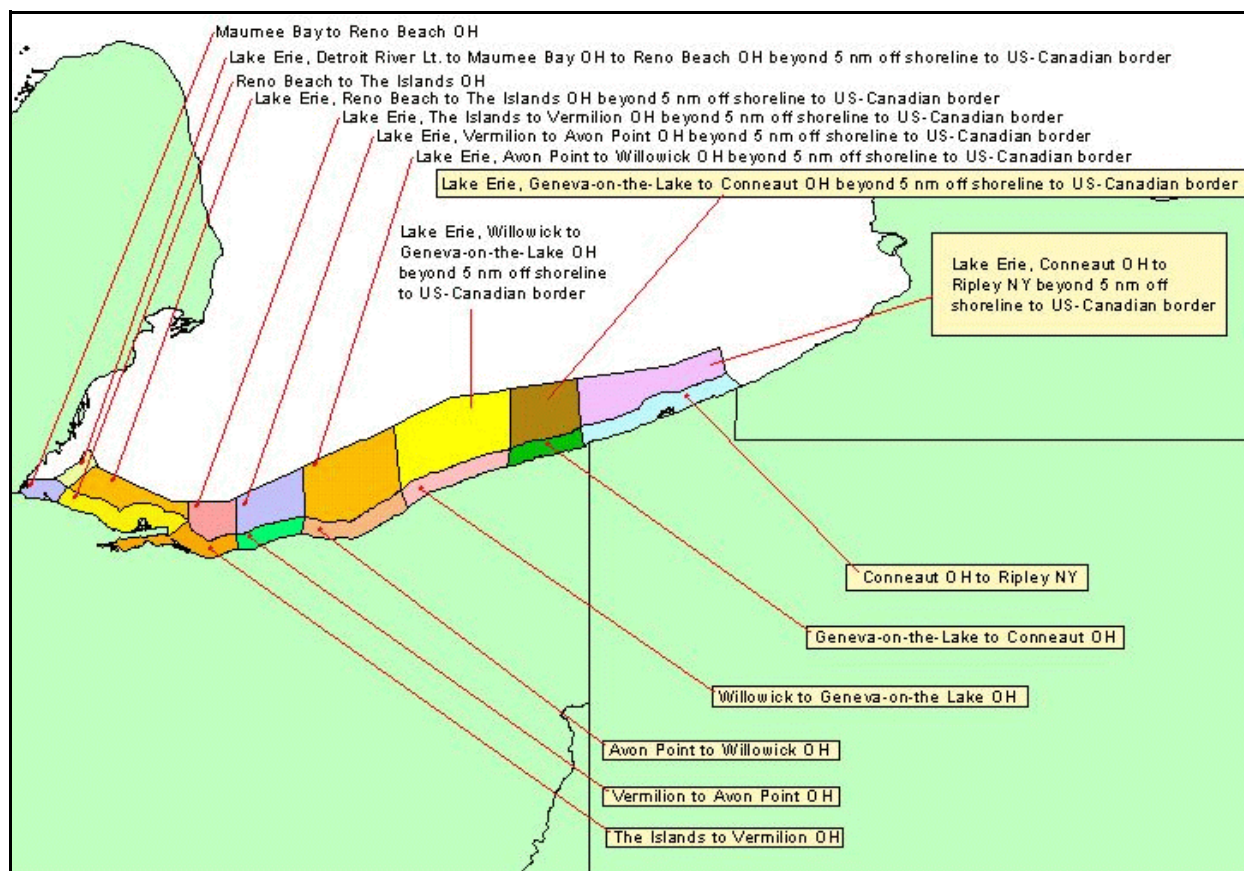 Maumee Bay to Reno Beach OH
Lake Erie, Detroit River Lt. to Maumee Bay OH to Reno Beach OH beyond 5 nm off shoreline to US-Canadian border
Reno Beach to The Islands OH
Lake Erie, Reno Beach to The Islands OH beyond 5 nm off shoreline to US-Canadian border
Lake Erie, The Islands to Vermilion OH beyond 5 nm off shoreline to US-Canadian border
Lake Erie, Vermilion to Avon Point OH beyond 5 nm off shoreline to US-Canadian border
Lake Erie, Avon Point to Willowick OH beyond 5 nm off shoreline to US-Canadian border
Lake Erie, Geneva-on-the-Lake to Conneaut OH beyond 5 nm off shoreline to US-Canadian border
Lake Erie, Willowick to
Geneva-on-the-Lake OH
beyond 5 nm off shoreline
to US-Canadian border
Lake Erie, Conneaut OH to
Ripley NY beyond 5 nm off
shoreline to US-Canadian border
Conneaut OH to Ripley NY
Geneva-on-the-Lake to Conneaut OH
Willowick to Geneva-on-the Lake OH
Avon Point to Willowick OH
Vermilion to Avon Point OH
The Islands to Vermilion OH